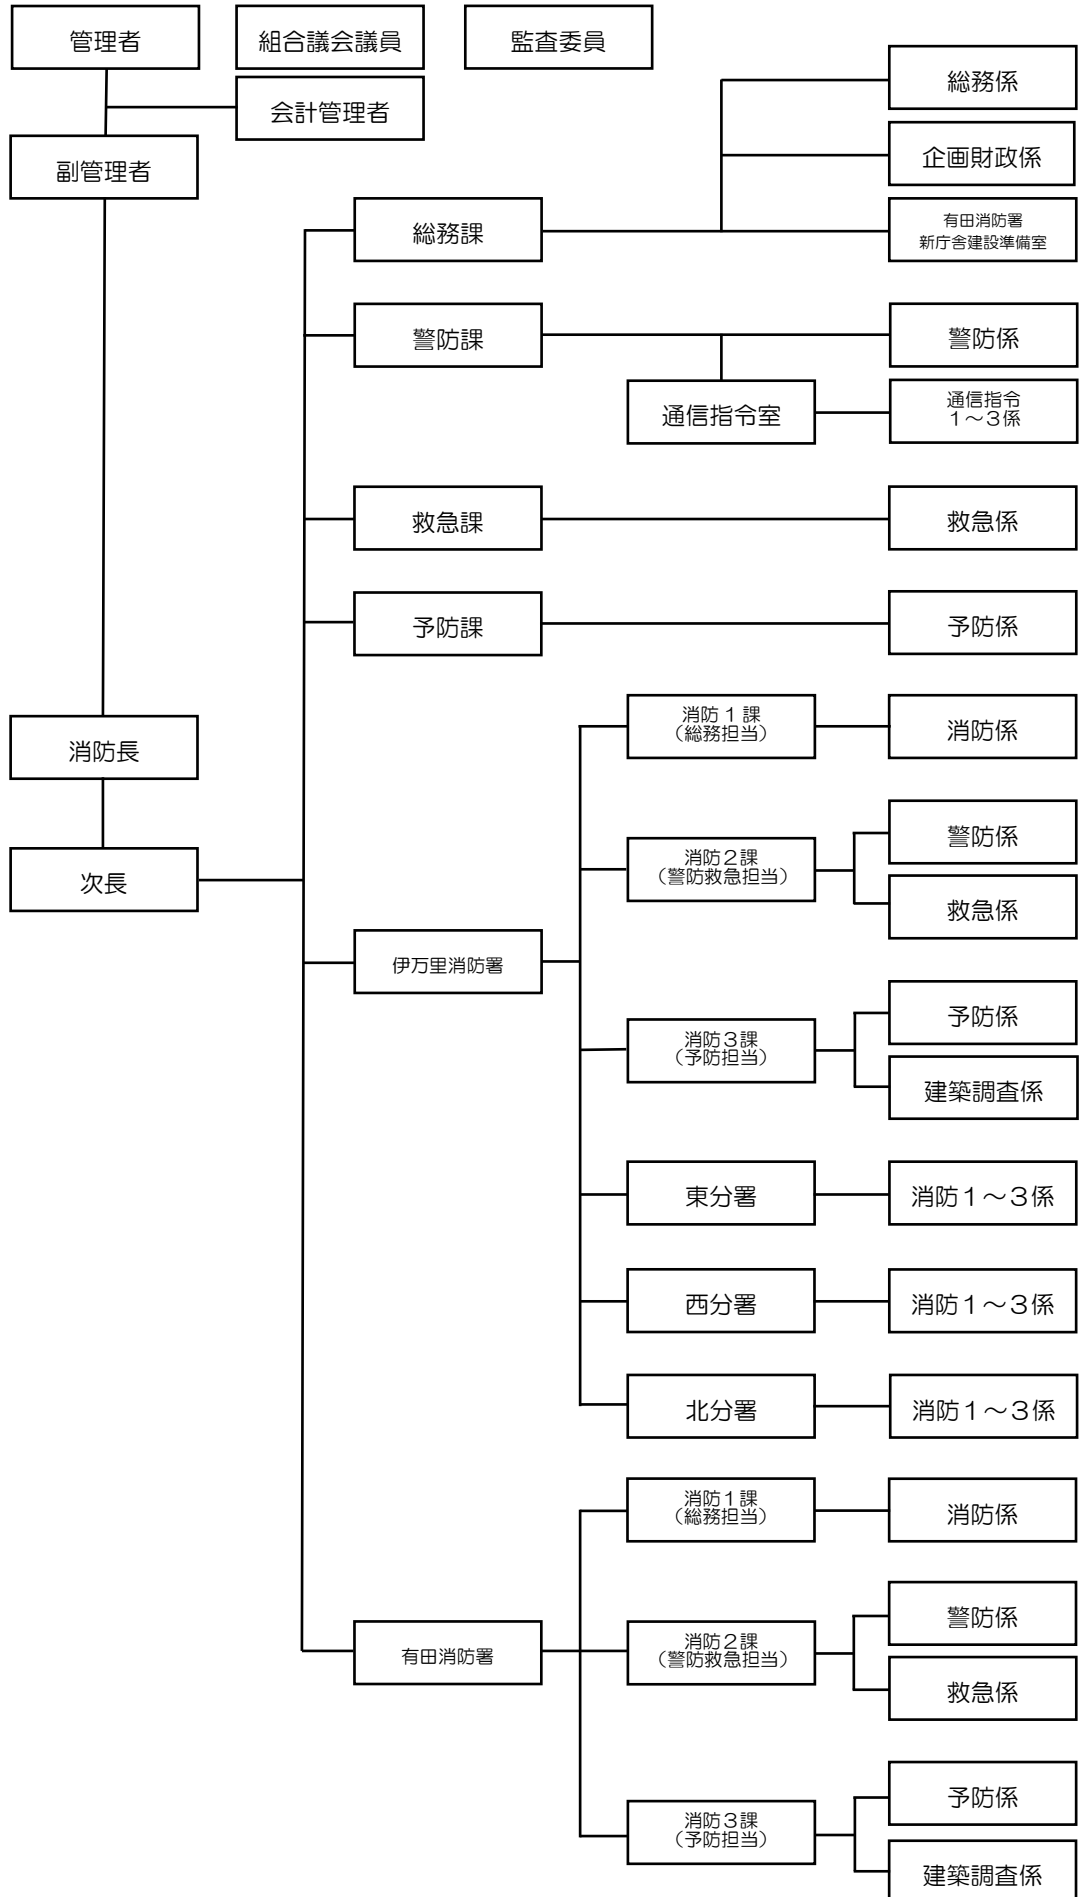 管理者
組合議会議員
監査委員
会計管理者
副管理者
総務課
総務係
企画財政係
有田消防署
新庁舎建設準備室
警防課
警防係
通信指令室
通信指令
１～３係
救急課
救急係
予防課
予防係
消防長
次長
伊万里消防署
消防１課
（総務担当）
消防係
消防２課
（警防救急担当）
警防係
救急係
消防３課
（予防担当）
予防係
建築調査係
東分署
消防１～３係
西分署
消防１～３係
北分署
消防１～３係
有田消防署
消防１課
（総務担当）
消防係
消防２課
（警防救急担当）
警防係
救急係
消防３課
（予防担当）
予防係
建築調査係